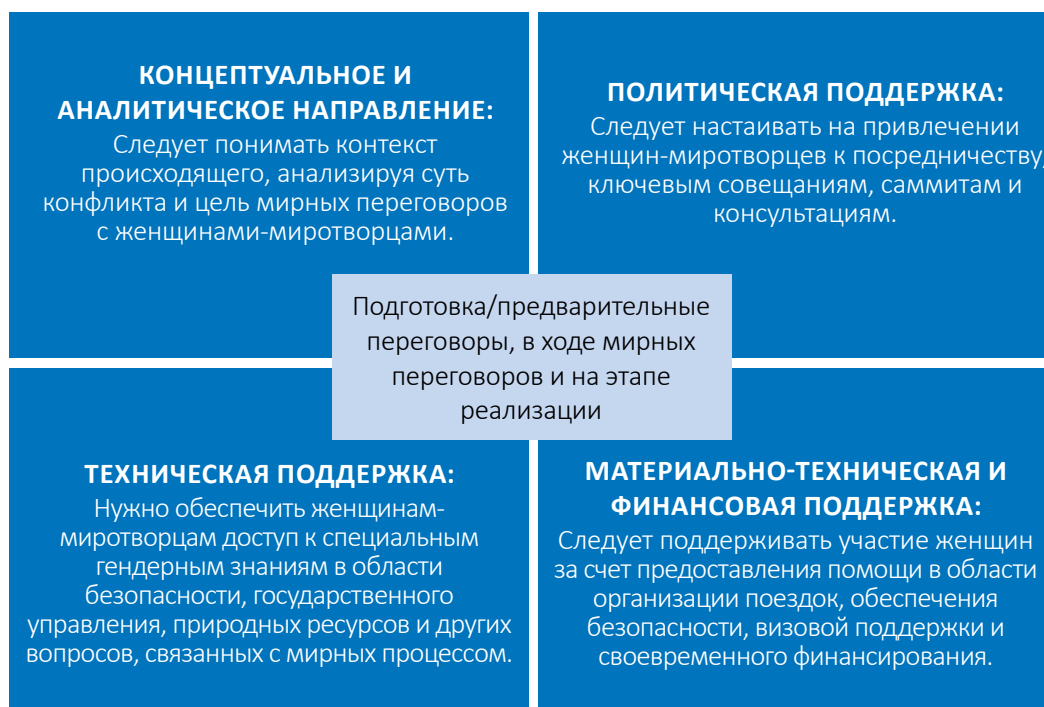 КОНЦЕПТУАЛЬНОЕ И
АНАЛИТИЧЕСКОЕ НАПРАВЛЕНИЕ:
Следует понимать контекст
происходящего, анализируя суть
конфликта и цель мирных переговоров
с женщинами-миротворцами.
ПОЛИТИЧЕСКАЯ ПОДДЕРЖКА:
Следует настаивать на привлечении
женщин-миротворцев к посредничеству,
ключевым совещаниям, саммитам и
консультациям.
Подготовка/предварительные
переговоры, в ходе мирных
переговоров и на этапе
реализации
ТЕХНИЧЕСКАЯ ПОДДЕРЖКА:
Нужно обеспечить женщинам-
миротворцам доступ к специальным
гендерным знаниям в области
безопасности, государственного
управления, природных ресурсов и других
вопросов, связанных с мирных процессом.
МАТЕРИАЛЬНО-ТЕХНИЧЕСКАЯ И
ФИНАНСОВАЯ ПОДДЕРЖКА:
Следует поддерживать участие женщин
за счет предоставления помощи в области
организации поездок, обеспечения
безопасности, визовой поддержки и
своевременного финансирования.